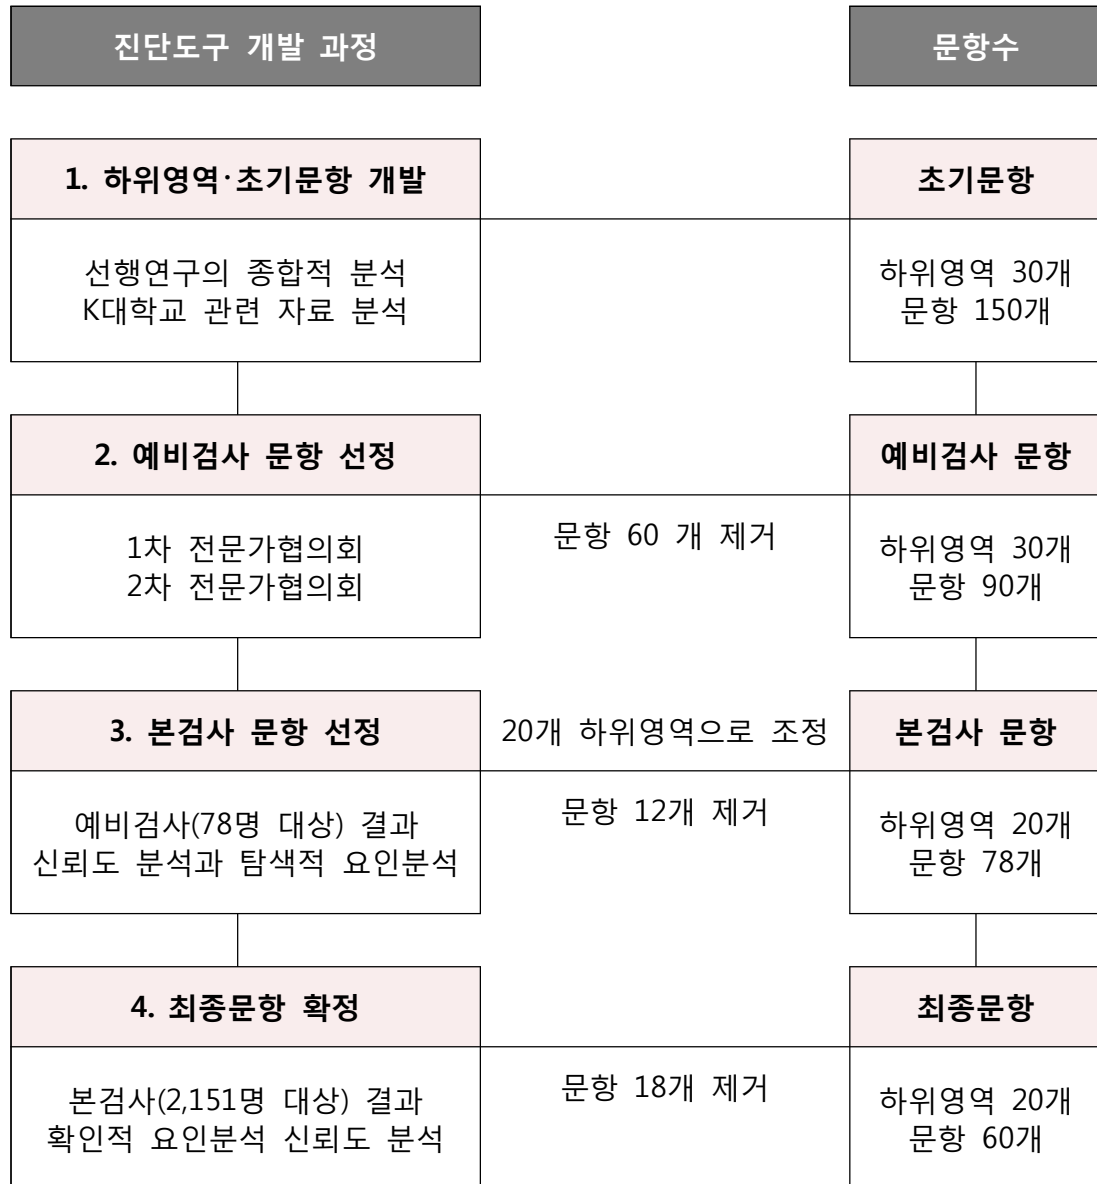 진단도구 개발 과정
문항수
1. 하위영역·초기문항 개발
초기문항
선행연구의 종합적 분석
K대학교 관련 자료 분석
하위영역 30개
문항 150개
2. 예비검사 문항 선정
예비검사 문항
1차 전문가협의회
2차 전문가협의회
문항 60 개 제거
하위영역 30개
문항 90개
3. 본검사 문항 선정
20개 하위영역으로 조정
본검사 문항
예비검사(78명 대상) 결과
신뢰도 분석과 탐색적 요인분석
문항 12개 제거
하위영역 20개
문항 78개
4. 최종문항 확정
최종문항
본검사(2,151명 대상) 결과
확인적 요인분석 신뢰도 분석
문항 18개 제거
하위영역 20개
문항 60개